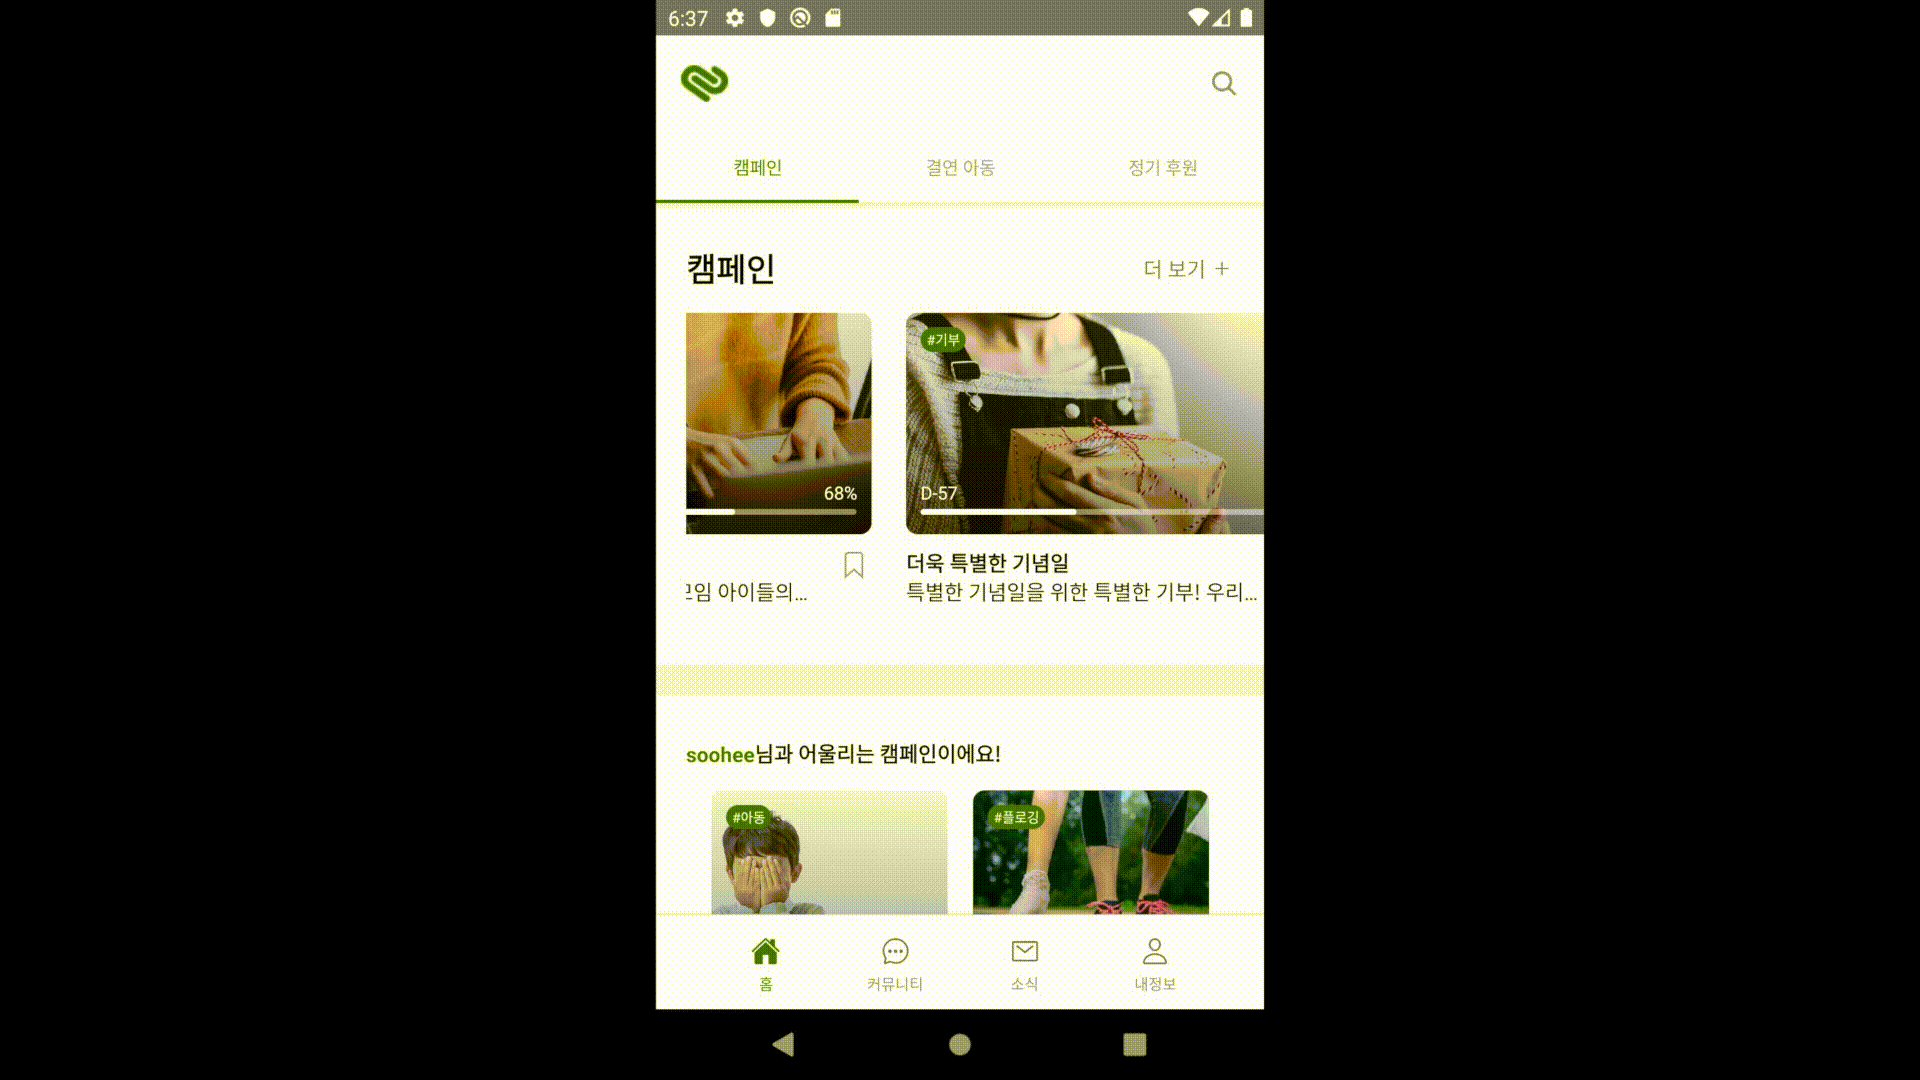 6:37
캠페인 결연 아동 정기 후원
캠페인 더 보기 +
#기부
68% D-57
더욱 특별한 기념일
모임 아이들의... 특별한 기념일을 위한 특별한 기부! 우리...
soohee님과 어울리는 캠페인이에요!
#아동 #플로깅
홈 커뮤니티 소식 내정보